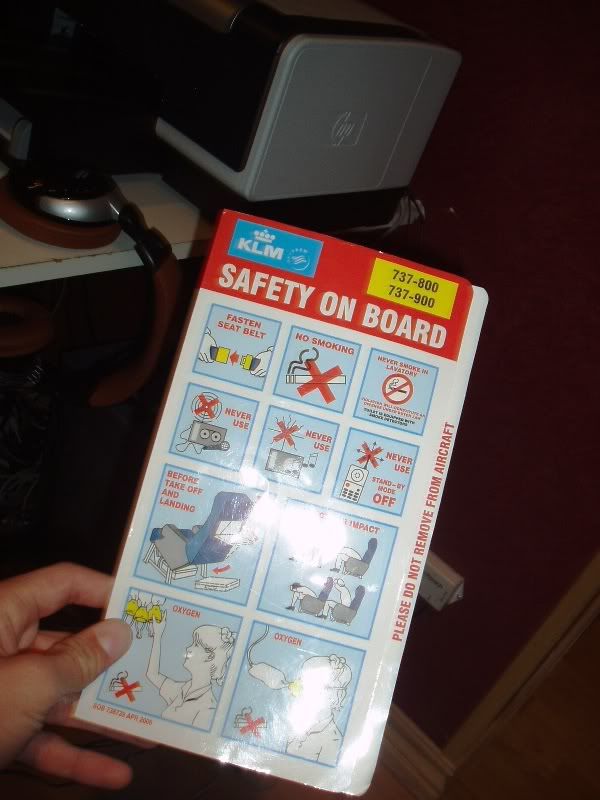 hp
KLM
737-800
737-900
SAFETY ON BOARD
FASTEN
SEAT BELT
NO SMOKING
NEVER SMOKE IN
LAVATORY
NEVER
USE
NEVER
USE
NEVER
USE
STAND-BY
MODE
OFF
BEFORE
TAKE OFF
AND
LANDING
IMPACT
OXYGEN
OXYGEN
PLEASE DO NOT REMOVE FROM AIRCRAFT